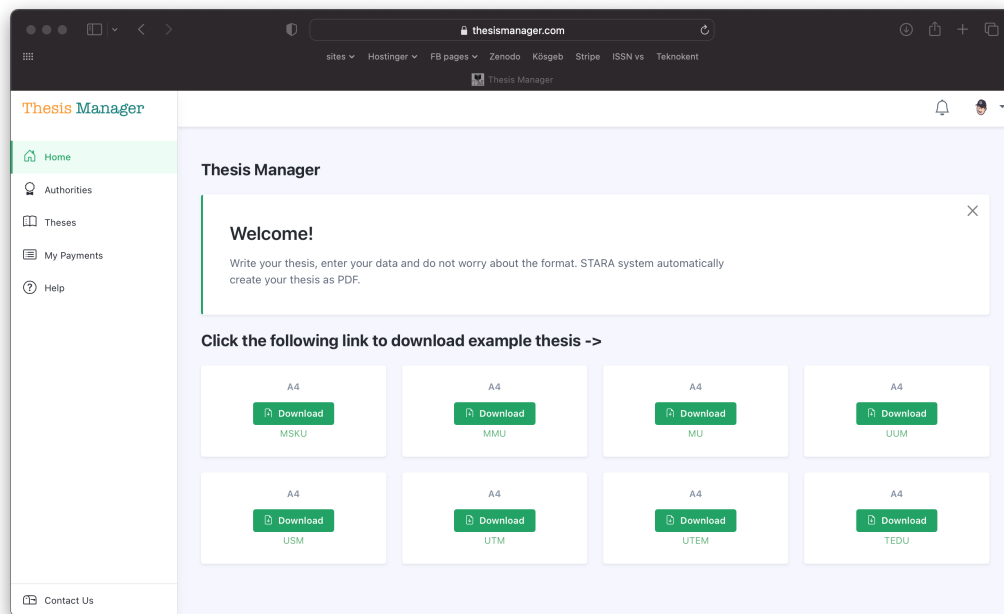 thesismanager.com
sites Hostinger FB pages Zenodo Kösgeb Stripe ISSN vs Teknokent
Thesis Manager
Thesis Manager
Home
Authorities
Theses
My Payments
Help
Contact Us
Thesis Manager
Welcome!
Write your thesis, enter your data and do not worry about the format. STARA system automatically
create your thesis as PDF.
Click the following link to download example thesis ->
A4 A4 A4 A4
Download Download Download Download
MSKU MMU MU UUM
A4 A4 A4 A4
Download Download Download Download
USM UTM UTEM TEDU